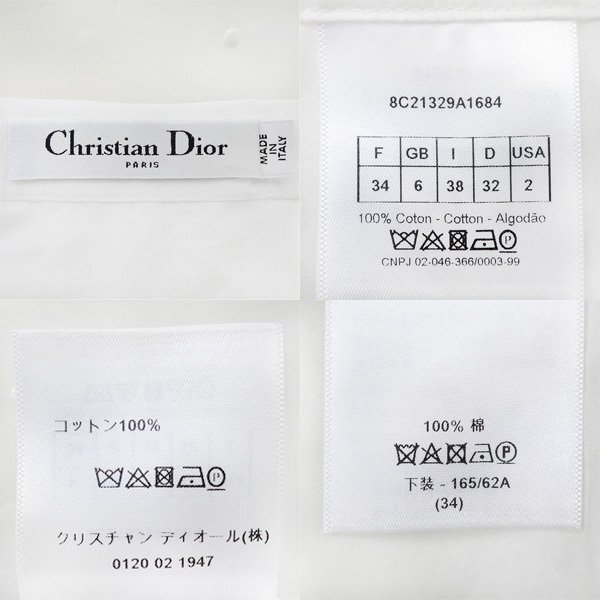 Christian Dior
PARIS
MADE
IN
ITALY
8C21329A1684
F GB I D USA
34 6 38 32 2
100% Coton - Cotton - Algodão
P
CNPJ 02-046-366/0003-99
コットン100%
P
クリスチャン ディオール(株)
0120 02 1947
100% 棉
P
下装 - 165/62A
(34)